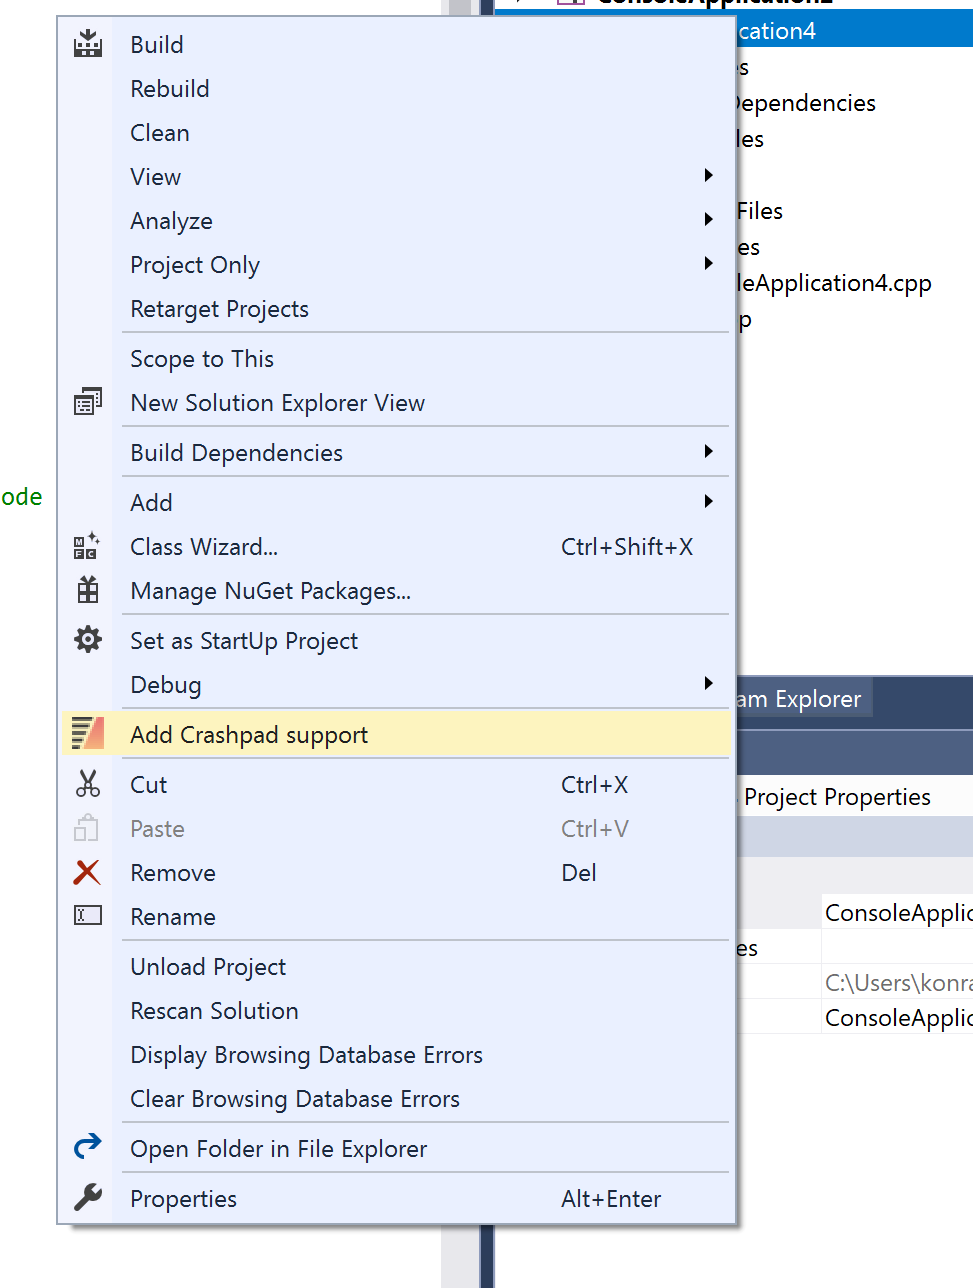 Build
Rebuild
Clean
View
Analyze
Project Only
Retarget Projects
Scope to This
New Solution Explorer View
Build Dependencies
Add
Class Wizard... Ctrl+Shift+X
Manage NuGet Packages...
Set as StartUp Project
Debug
Add Crashpad support
Cut Ctrl+X
Paste Ctrl+V
Remove Del
Rename
Unload Project
Rescan Solution
Display Browsing Database Errors
Clear Browsing Database Errors
Open Folder in File Explorer
Properties Alt+Enter
ode
ConsoleApplication2
ication4
s
Dependencies
les
Files
es
leApplication4.cpp
p
am Explorer
Project Properties
ConsoleApplic
es
C:\Users\konra
ConsoleApplic